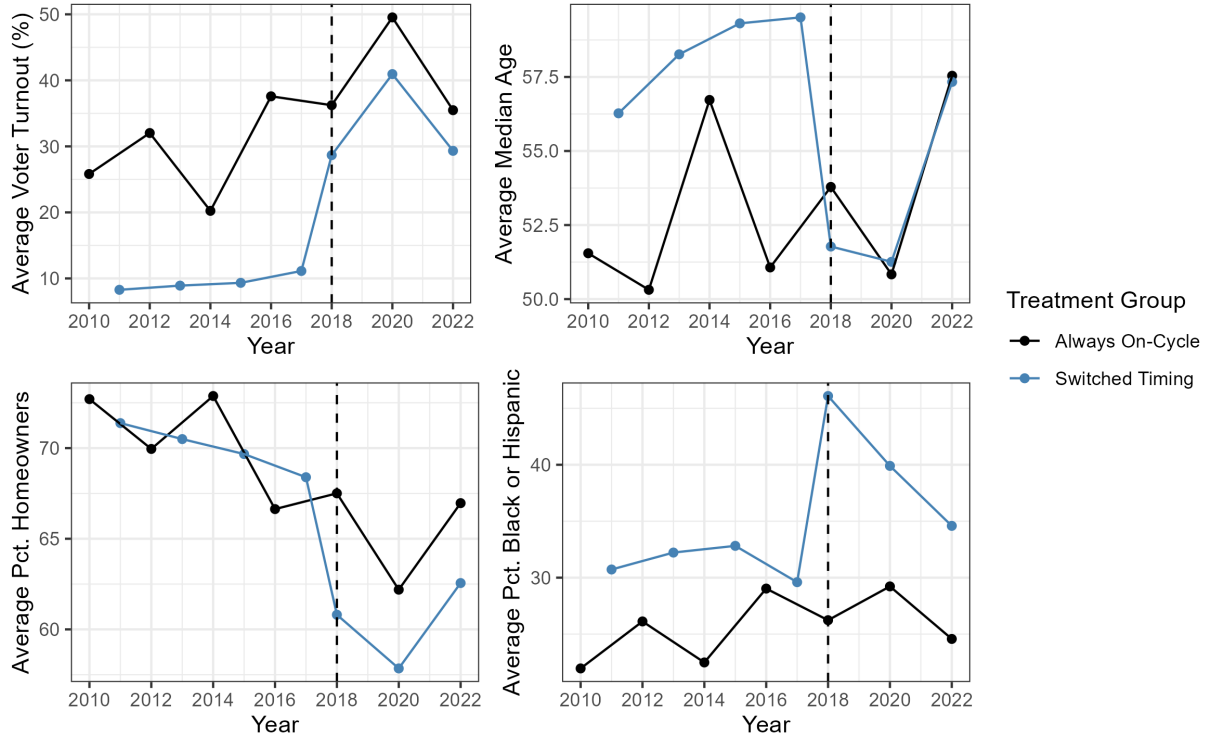 Average Voter Turnout (%)
50
40
30
20
10
2010 2012 2014 2016 2018 2020 2022
Year
Average Median Age
57.5
55.0
52.5
50.0
2010 2012 2014 2016 2018 2020 2022
Year
Average Pct. Homeowners
70
65
60
2010 2012 2014 2016 2018 2020 2022
Year
Average Pct. Black or Hispanic
40
30
2010 2012 2014 2016 2018 2020 2022
Year
Treatment Group
Always On-Cycle
Switched Timing